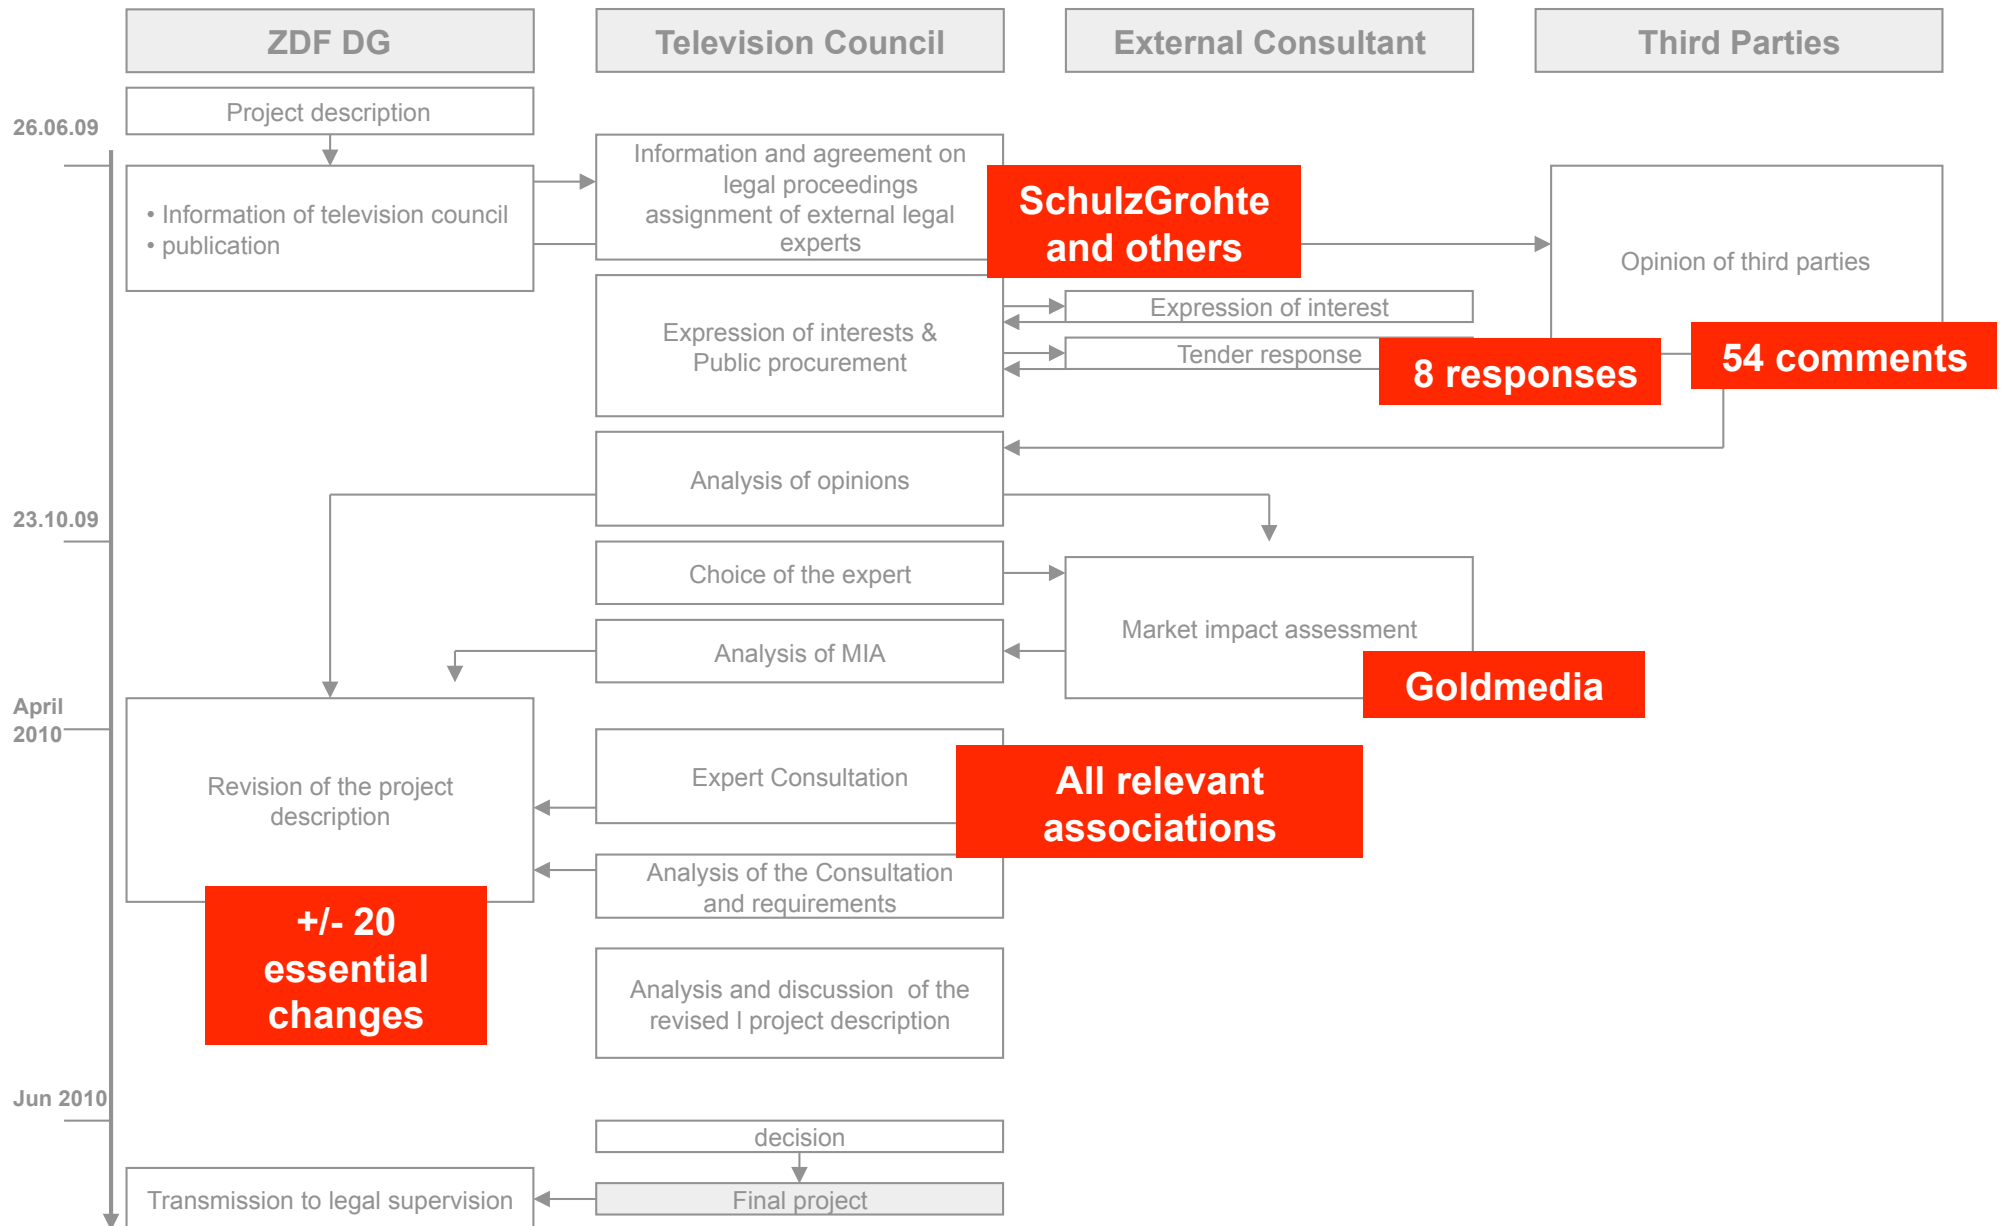 ZDF DG
Television Council
External Consultant
Third Parties
Project description
26.06.09
• Information of television council
• publication
Information and agreement on
legal proceedings
assignment of external legal
experts
SchulzGrohte
and others
Opinion of third parties
Expression of interests &
Public procurement
Expression of interest
Tender response
8 responses
54 comments
Analysis of opinions
23.10.09
Choice of the expert
Market impact assessment
Analysis of MIA
Goldmedia
April
2010
Revision of the project
description
Expert Consultation
All relevant
associations
Analysis of the Consultation
and requirements
+/- 20
essential
changes
Analysis and discussion  of the
revised l project description
Jun 2010
decision
Transmission to legal supervision
Final project